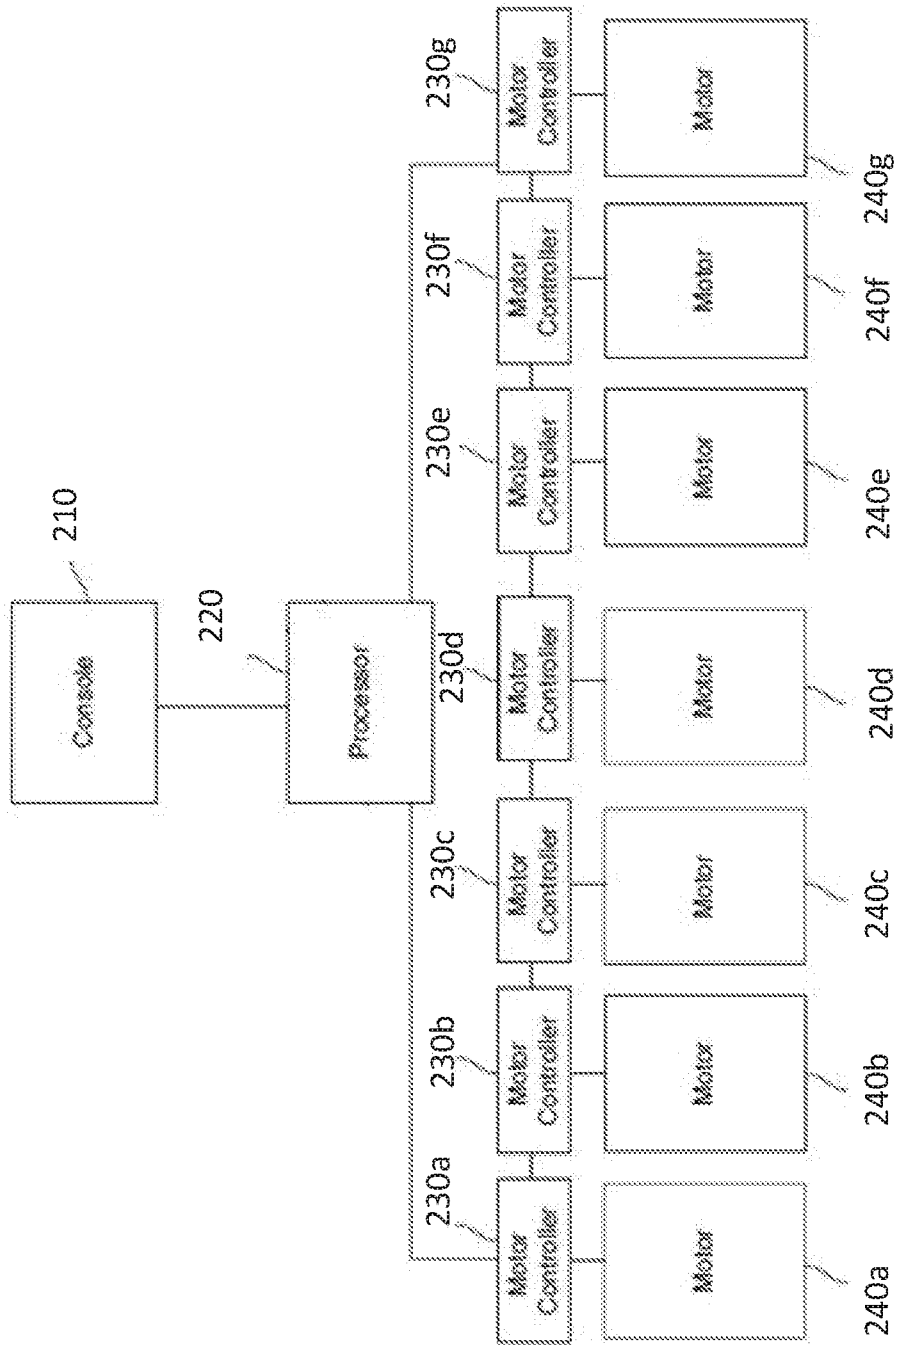 Console
210
220
Processor
230a
230b
230c
230d
230e
230f
230g
Motor
Controller
Motor
Controller
Motor
Controller
Motor
Controller
Motor
Controller
Motor
Controller
Motor
Controller
Motor
Motor
Motor
Motor
Motor
Motor
Motor
240a
240b
240c
240d
240e
240f
240g